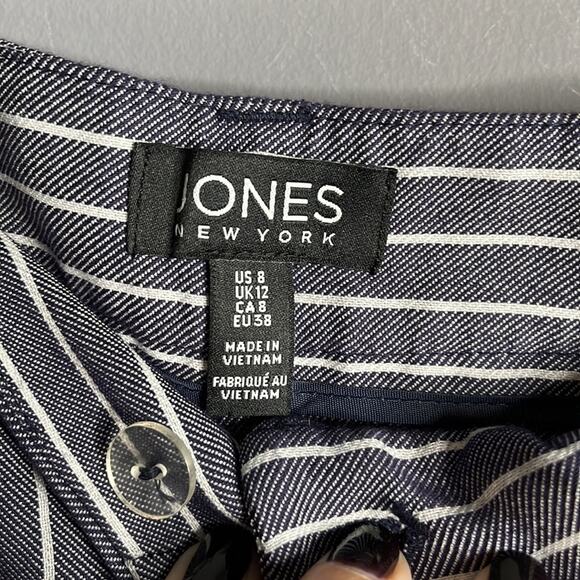 JONES
NEW YORK
US 8
UK 12
CA 8
EU 38
MADE IN
VIETNAM
FABRIQUÉ AU
VIETNAM